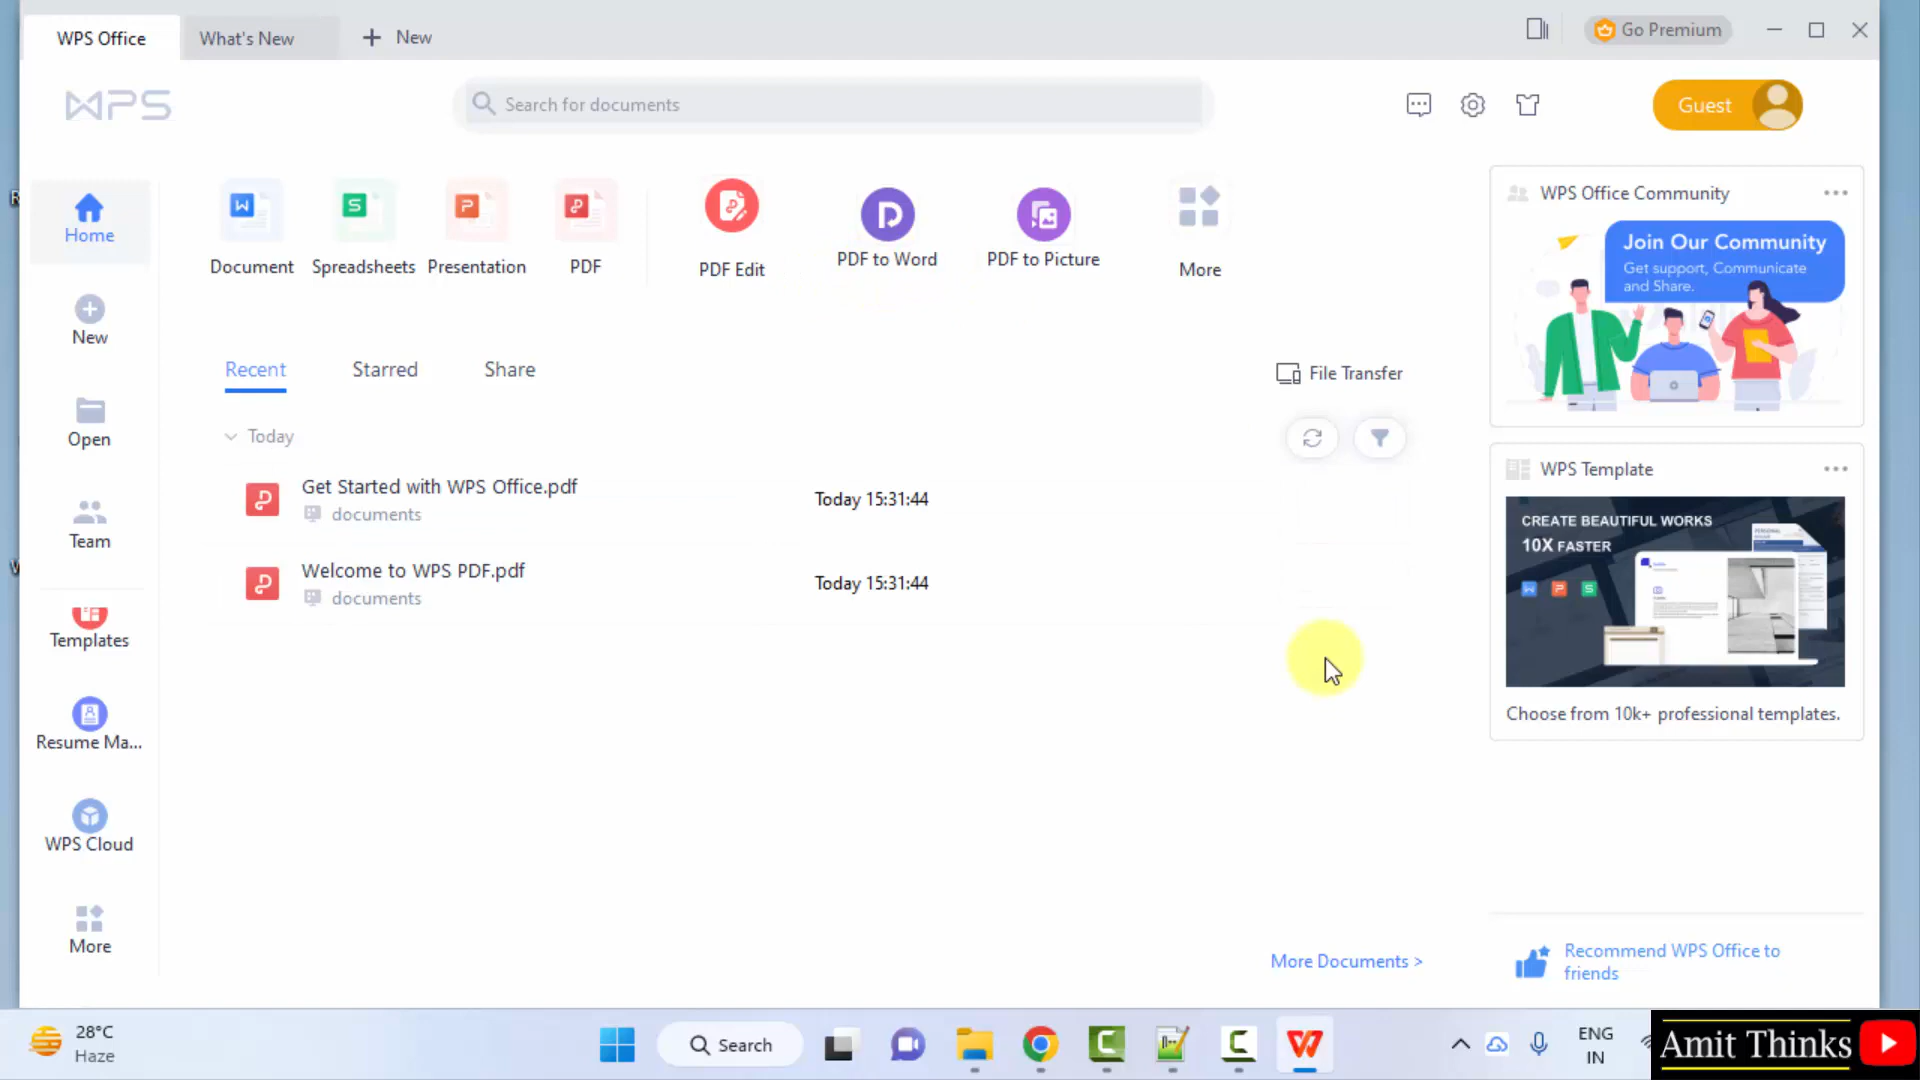 WPS Office
What's New
New
Go Premium
WPS
Search for documents
Guest
Home
New
Open
Team
Templates
Resume Ma...
WPS Cloud
More
Document
Spreadsheets
Presentation
PDF
PDF Edit
PDF to Word
PDF to Picture
More
Recent
Starred
Share
File Transfer
Today
Get Started with WPS Office.pdf
documents
Today 15:31:44
Welcome to WPS PDF.pdf
documents
Today 15:31:44
More Documents >
WPS Office Community
Join Our Community
Get support, Communicate
and Share.
WPS Template
CREATE BEAUTIFUL WORKS
10X FASTER
Choose from 10k+ professional templates.
Recommend WPS Office to
friends
28°C
Haze
Search
ENG
IN
Amit Thinks